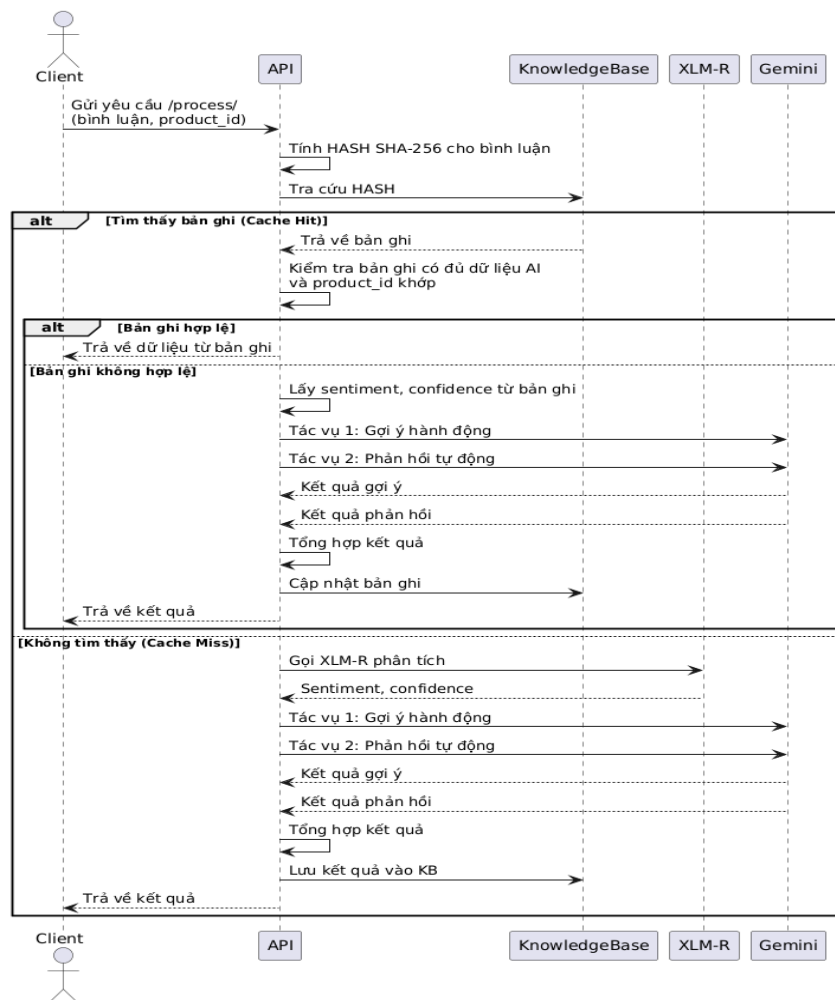 Client
API
KnowledgeBase
XLM-R
Gemini
Gửi yêu cầu /process/
(bình luận, product_id)
Tính HASH SHA-256 cho bình luận
Tra cứu HASH
alt
[Tìm thấy bản ghi (Cache Hit)]
Trả về bản ghi
Kiểm tra bản ghi có đủ dữ liệu AI
và product_id khớp
alt
[Bản ghi hợp lệ]
Trả về dữ liệu từ bản ghi
[Bản ghi không hợp lệ]
Lấy sentiment, confidence từ bản ghi
Tác vụ 1: Gợi ý hành động
Tác vụ 2: Phản hồi tự động
Kết quả gợi ý
Kết quả phản hồi
Tổng hợp kết quả
Cập nhật bản ghi
Trả về kết quả
[Không tìm thấy (Cache Miss)]
Gọi XLM-R phân tích
Sentiment, confidence
Tác vụ 1: Gợi ý hành động
Tác vụ 2: Phản hồi tự động
Kết quả gợi ý
Kết quả phản hồi
Tổng hợp kết quả
Lưu kết quả vào KB
Trả về kết quả
Client
API
KnowledgeBase
XLM-R
Gemini